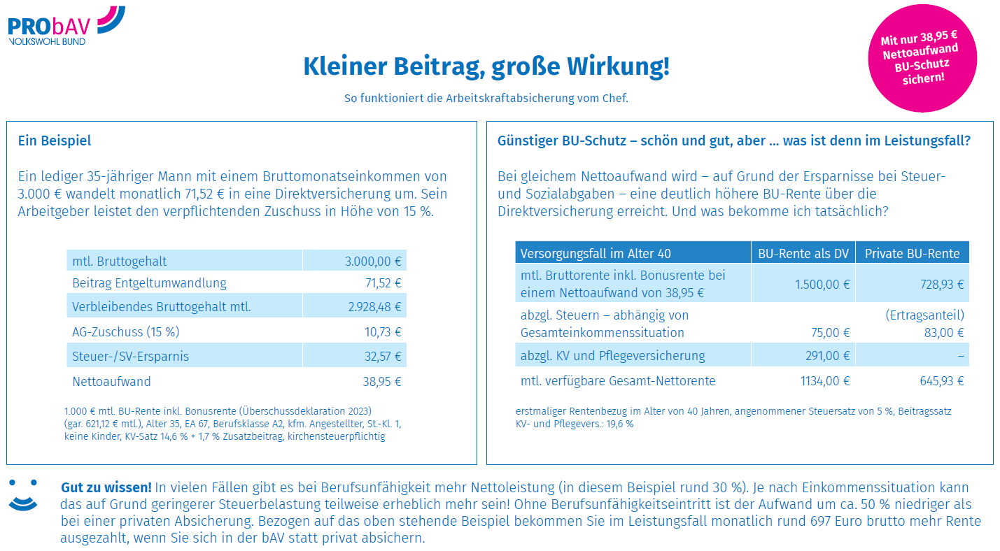 PRObAV
VOLKSWOHL BUND
Mit nur 38,95 €
Nettoaufwand
BU-Schutz
sichern!
Kleiner Beitrag, große Wirkung!
So funktioniert die Arbeitskraftabsicherung vom Chef.
Ein Beispiel
Ein lediger 35-jähriger Mann mit einem Bruttomonatseinkommen von
3.000 € wandelt monatlich 71,52 € in eine Direktversicherung um. Sein
Arbeitgeber leistet den verpflichtenden Zuschuss in Höhe von 15 %.
mtl. Bruttogehalt 3.000,00 €
Beitrag Entgeltumwandlung 71,52 €
Verbleibendes Bruttogehalt mtl. 2.928,48 €
AG-Zuschuss (15 %) 10,73 €
Steuer-/SV-Ersparnis 32,57 €
Nettoaufwand 38,95 €
1.000 € mtl. BU-Rente inkl. Bonusrente (Überschussdeklaration 2023)
(gar. 621,12 € mtl.), Alter 35, EA 67, Berufsklasse A2, kfm. Angestellter, St.-Kl. 1,
keine Kinder, KV-Satz 14,6 % + 1,7 % Zusatzbeitrag, kirchensteuerpflichtig
Günstiger BU-Schutz – schön und gut, aber ... was ist denn im Leistungsfall?
Bei gleichem Nettoaufwand wird – auf Grund der Ersparnisse bei Steuer-
und Sozialabgaben – eine deutlich höhere BU-Rente über die
Direktversicherung erreicht. Und was bekomme ich tatsächlich?
Versorgungsfall im Alter 40 BU-Rente als DV Private BU-Rente
mtl. Bruttorente inkl. Bonusrente bei
einem Nettoaufwand von 38,95 € 1.500,00 € 728,93 €
abzgl. Steuern – abhängig von (Ertragsanteil)
Gesamteinkommenssituation 75,00 € 83,00 €
abzgl. KV und Pflegeversicherung 291,00 € –
mtl. verfügbare Gesamt-Nettorente 1134,00 € 645,93 €
erstmaliger Rentenbezug im Alter von 40 Jahren, angenommener Steuersatz von 5 %, Beitragssatz
KV- und Pflegevers.: 19,6 %
Gut zu wissen! In vielen Fällen gibt es bei Berufsunfähigkeit mehr Nettoleistung (in diesem Beispiel rund 30 %). Je nach Einkommenssituation kann
das auf Grund geringerer Steuerbelastung teilweise erheblich mehr sein! Ohne Berufsunfähigkeitseintritt ist der Aufwand um ca. 50 % niedriger als
bei einer privaten Absicherung. Bezogen auf das oben stehende Beispiel bekommen Sie im Leistungsfall monatlich rund 697 Euro brutto mehr Rente
ausgezahlt, wenn Sie sich in der bAV statt privat absichern.